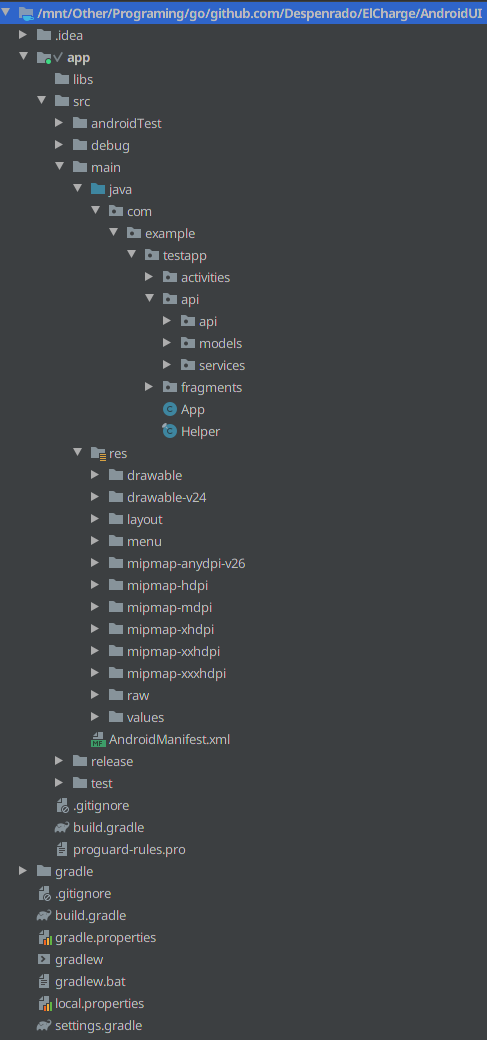 /mnt/Other/Programing/go/github.com/Despenrado/ElCharge/AndroidUI
.idea
app
libs
src
androidTest
debug
main
java
com
example
testapp
activities
api
api
models
services
fragments
App
Helper
res
drawable
drawable-v24
layout
menu
mipmap-anydpi-v26
mipmap-hdpi
mipmap-mdpi
mipmap-xhdpi
mipmap-xxhdpi
mipmap-xxxhdpi
raw
values
AndroidManifest.xml
release
test
.gitignore
build.gradle
proguard-rules.pro
gradle
.gitignore
build.gradle
gradle.properties
gradlew
gradlew.bat
local.properties
settings.gradle